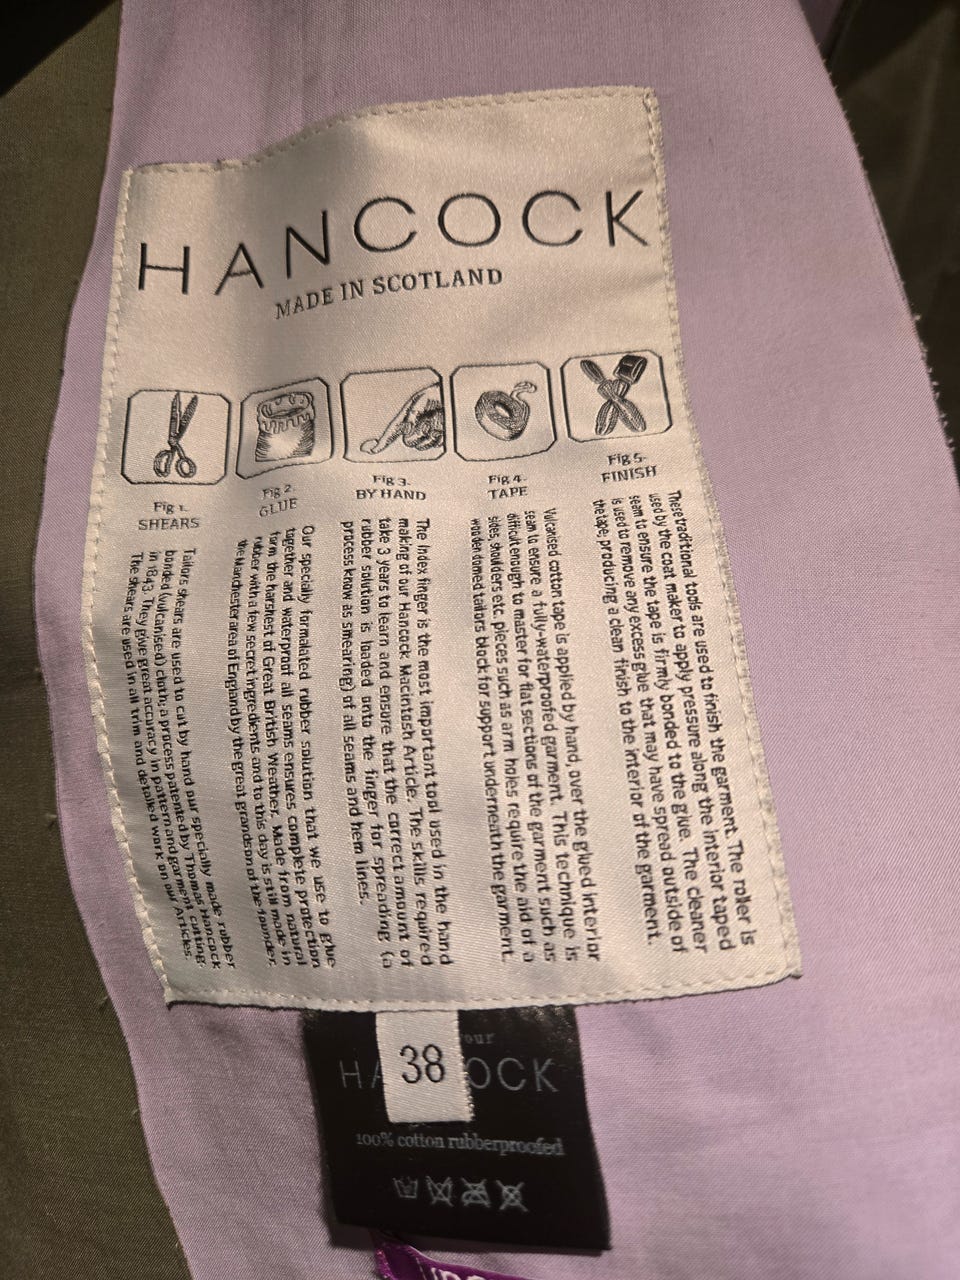 HANCOCK
MADE IN SCOTLAND
Fig 1.
SHEARS
Fig 2.
GLUE
Fig 3.
BY HAND
Fig 4.
TAPE
Fig 5.
FINISH
Tailors shears are used to cut by hand our specially made rubber
bonded (vulcanised) cloth; a process patented by Thomas Hancock
in 1843. They give great accuracy in pattern and garment cutting.
The shears are used in all trim and detailed work on our Articles.
Our specially formulated rubber solution that we use to glue
together and waterproof all seams ensures complete protection
form the harshest of Great British Weather. Made from natural
rubber with a few secret ingredients and to this day is still made in
the Manchester area of England by the great grandson of the founder.
The Index finger is the most important tool used in the hand
making of our Hancock Macintosh Article. The skills required
take 3 years to learn and ensure that the correct amount of
rubber solution is loaded onto the finger for spreading (a
process know as smearing) of all seams and hem lines.
Vulcanised cotton tape is applied by hand, over the glued interior
seam to ensure a fully-waterproofed garment. This technique is
difficult enough to master for flat sections of the garment such as
sides, shoulders etc. pieces such as arm holes require the aid of a
wooden domed tailors block for support underneath the garment.
These traditional tools are used to finish the garment. The roller is
used by the coat maker to apply pressure along the interior taped
seam to ensure the tape is firmly bonded to the glue. The cleaner
is used to remove any excess glue that may have spread outside of
the tape; producing a clean finish to the interior of the garment.
38
HA OCK
100% cotton rubberproofed